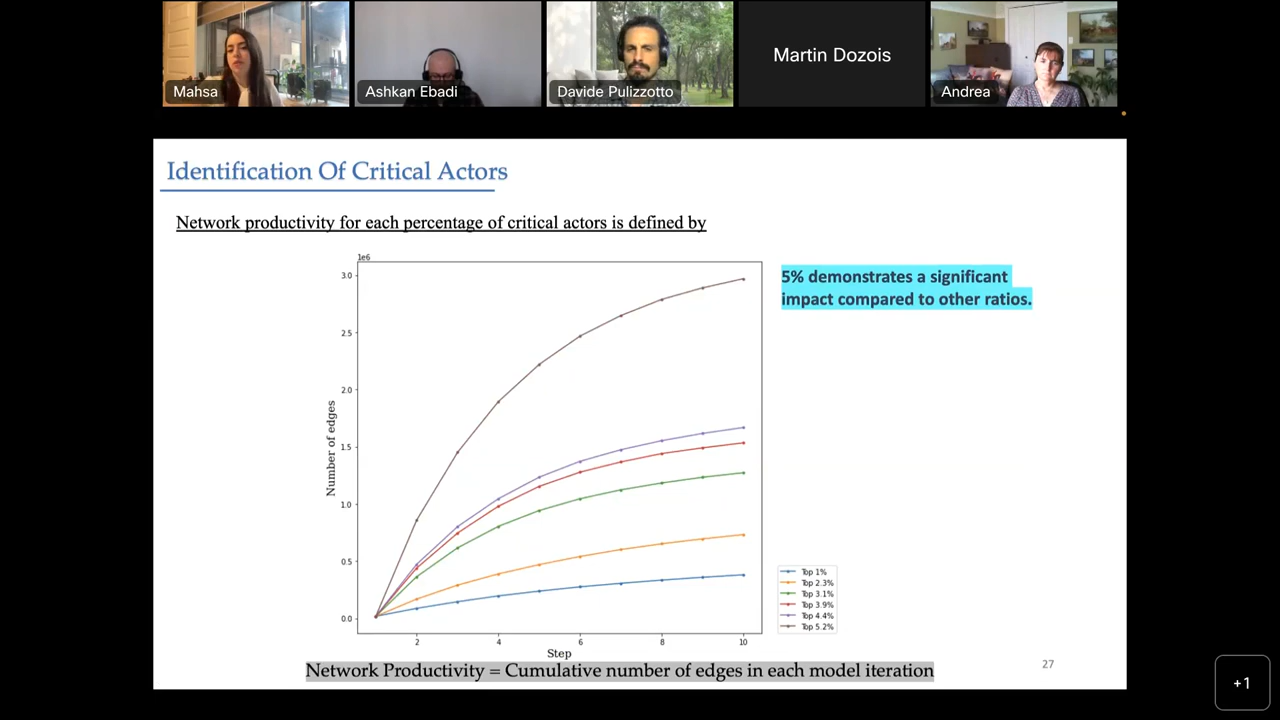 Mahsa
Ashkan Ebadi
Davide Pulizzotto
Martin Dozois
Andrea
Identification Of Critical Actors
Network productivity for each percentage of critical actors is defined by
1e6
3.0
2.5
2.0
1.5
1.0
0.5
0.0
Number of edges
2
4
6
8
10
Step
5% demonstrates a significant
impact compared to other ratios.
Top 1%
Top 2.3%
Top 3.1%
Top 3.9%
Top 4.4%
Top 5.2%
Network Productivity = Cumulative number of edges in each model iteration
27
+1